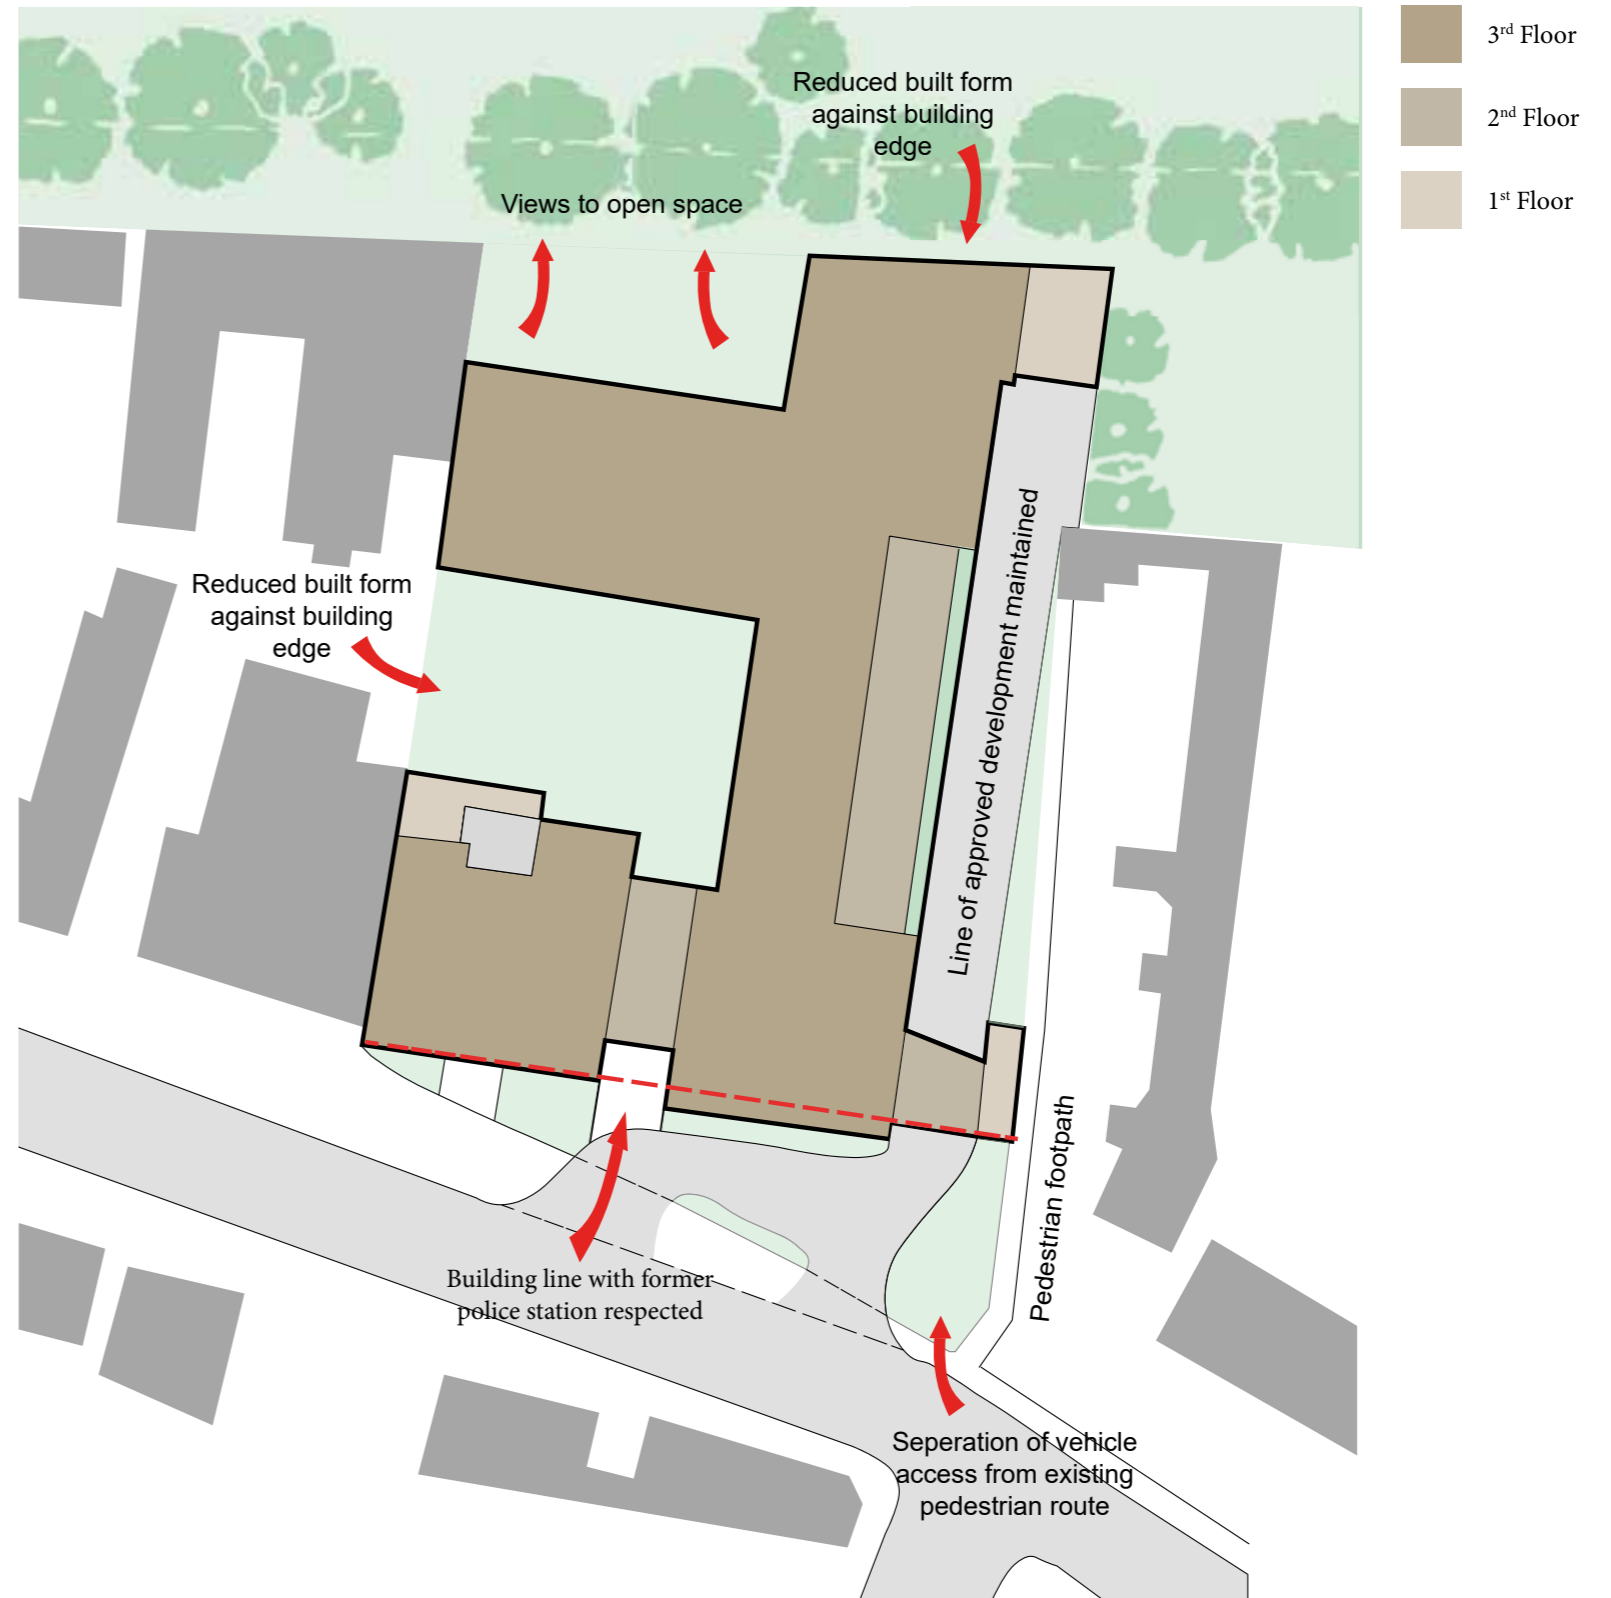 3rd Floor
2nd Floor
1st Floor
Reduced built form
against building
edge
Views to open space
Reduced built form
against building
edge
Line of approved development maintained
Pedestrian footpath
Building line with former
police station respected
Seperation of vehicle
access from existing
pedestrian route